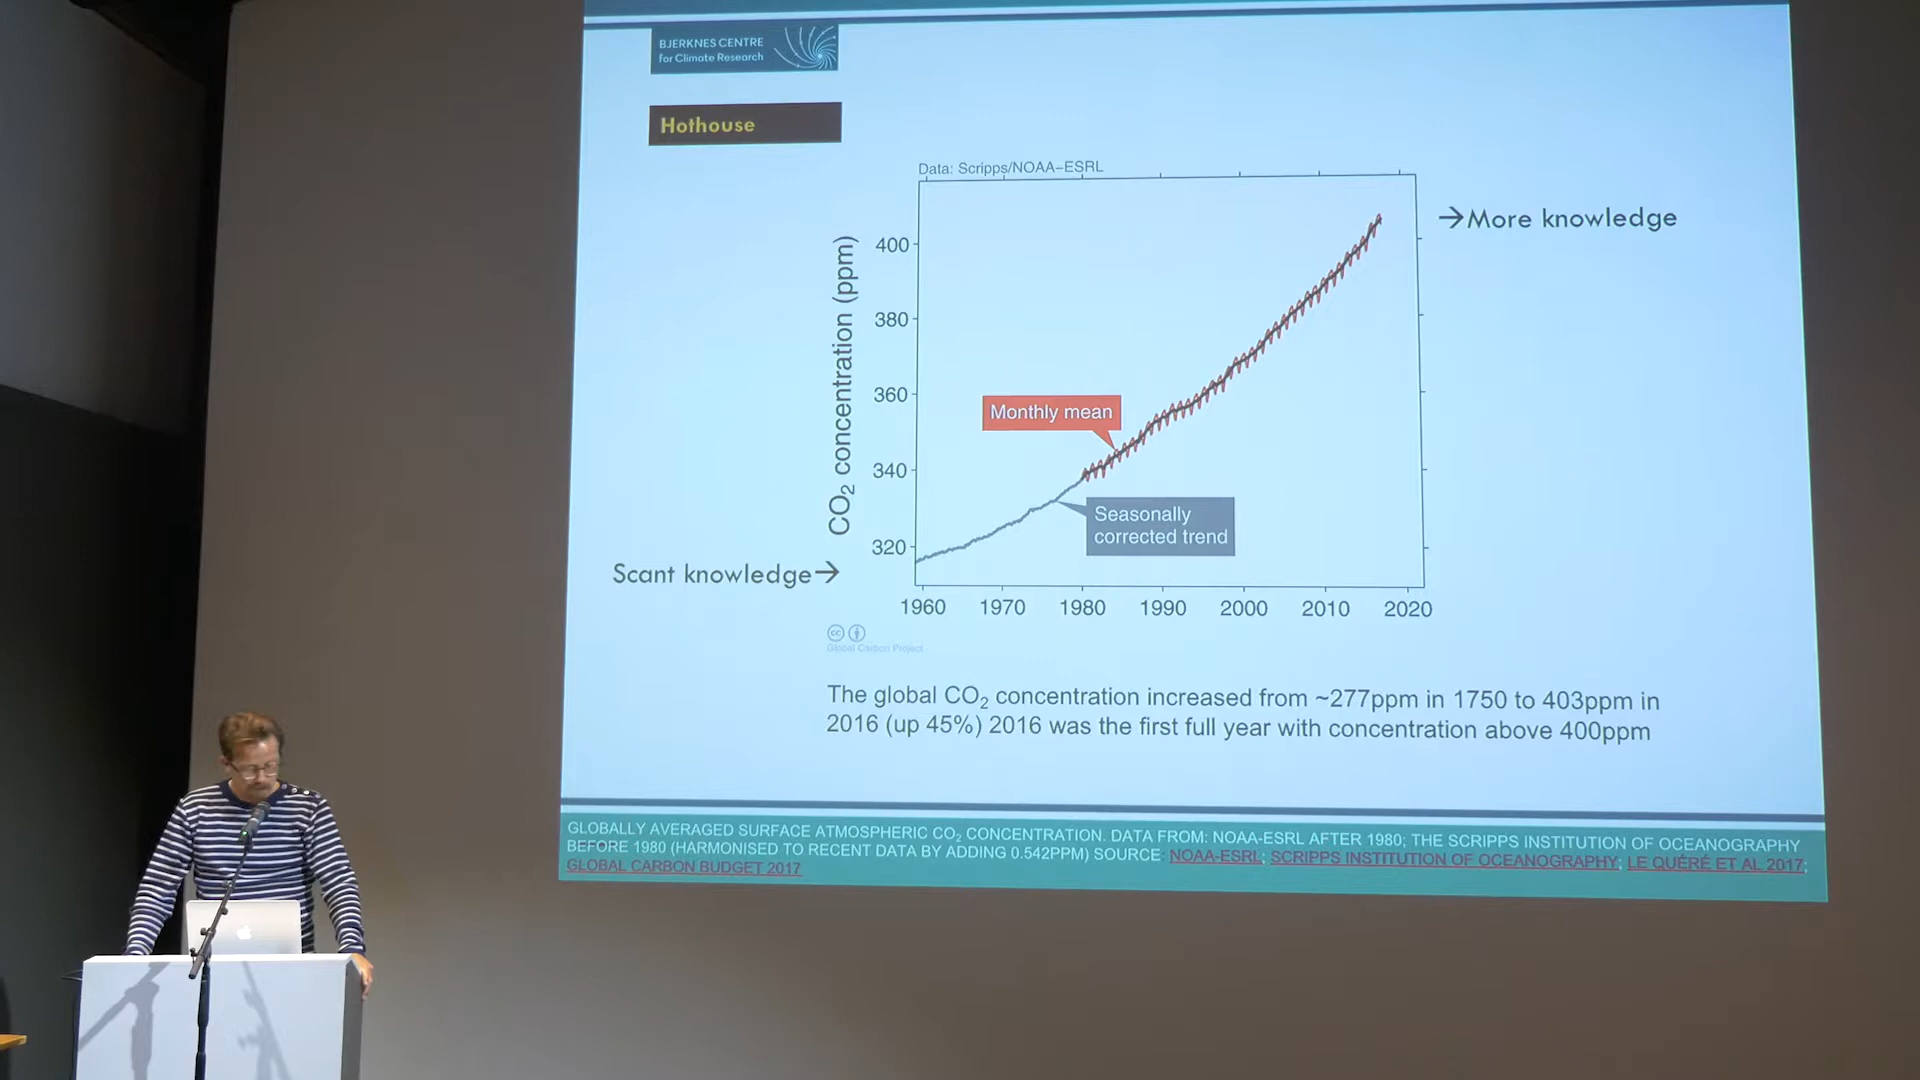 BJERKNES CENTRE
for Climate Research
Hothouse
Data: Scripps/NOAA–ESRL
→More knowledge
CO₂ concentration (ppm)
400
380
360
340
320
Monthly mean
Seasonally
corrected trend
Scant knowledge→
1960 1970 1980 1990 2000 2010 2020
cc
Global Carbon Project
The global CO₂ concentration increased from ~277ppm in 1750 to 403ppm in
2016 (up 45%) 2016 was the first full year with concentration above 400ppm
GLOBALLY AVERAGED SURFACE ATMOSPHERIC CO₂ CONCENTRATION. DATA FROM: NOAA-ESRL AFTER 1980; THE SCRIPPS INSTITUTION OF OCEANOGRAPHY
BEFORE 1980 (HARMONISED TO RECENT DATA BY ADDING 0.542PPM) SOURCE: NOAA-ESRL; SCRIPPS INSTITUTION OF OCEANOGRAPHY; LE QUÉRÉ ET AL 2017;
GLOBAL CARBON BUDGET 2017